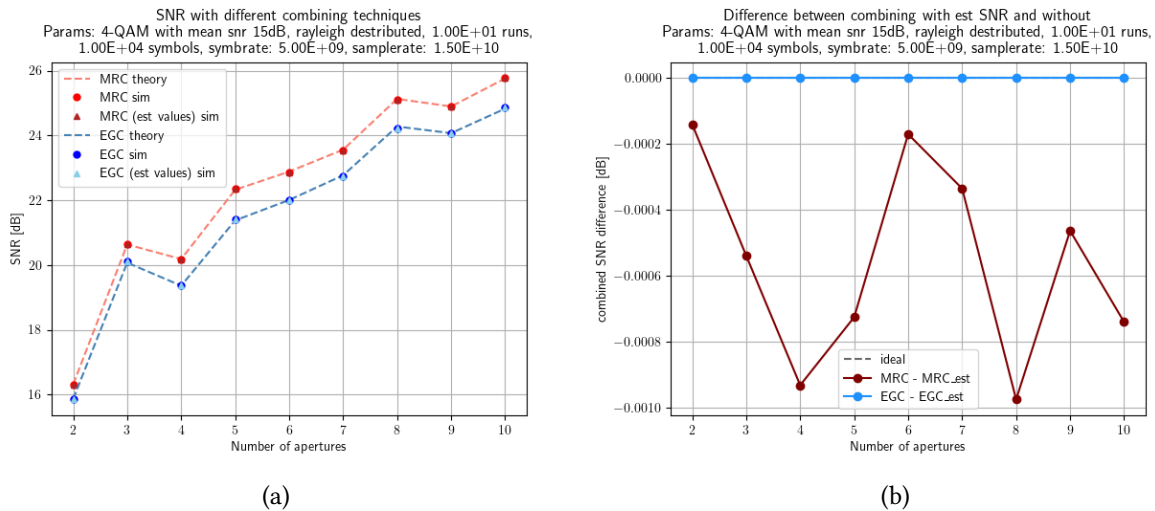 SNR with different combining techniques
Params: 4-QAM with mean snr 15dB, rayleigh destributed, 1.00E+01 runs,
1.00E+04 symbols, symbrate: 5.00E+09, samplerate: 1.50E+10
26
24
22
20
18
16
SNR [dB]
MRC theory
MRC sim
MRC (est values) sim
EGC theory
EGC sim
EGC (est values) sim
2 3 4 5 6 7 8 9 10
Number of apertures
(a)
Difference between combining with est SNR and without
Params: 4-QAM with mean snr 15dB, rayleigh destributed, 1.00E+01 runs,
1.00E+04 symbols, symbrate: 5.00E+09, samplerate: 1.50E+10
0.0000
−0.0002
−0.0004
−0.0006
−0.0008
−0.0010
combined SNR difference [dB]
ideal
MRC - MRC_est
EGC - EGC_est
2 3 4 5 6 7 8 9 10
Number of apertures
(b)